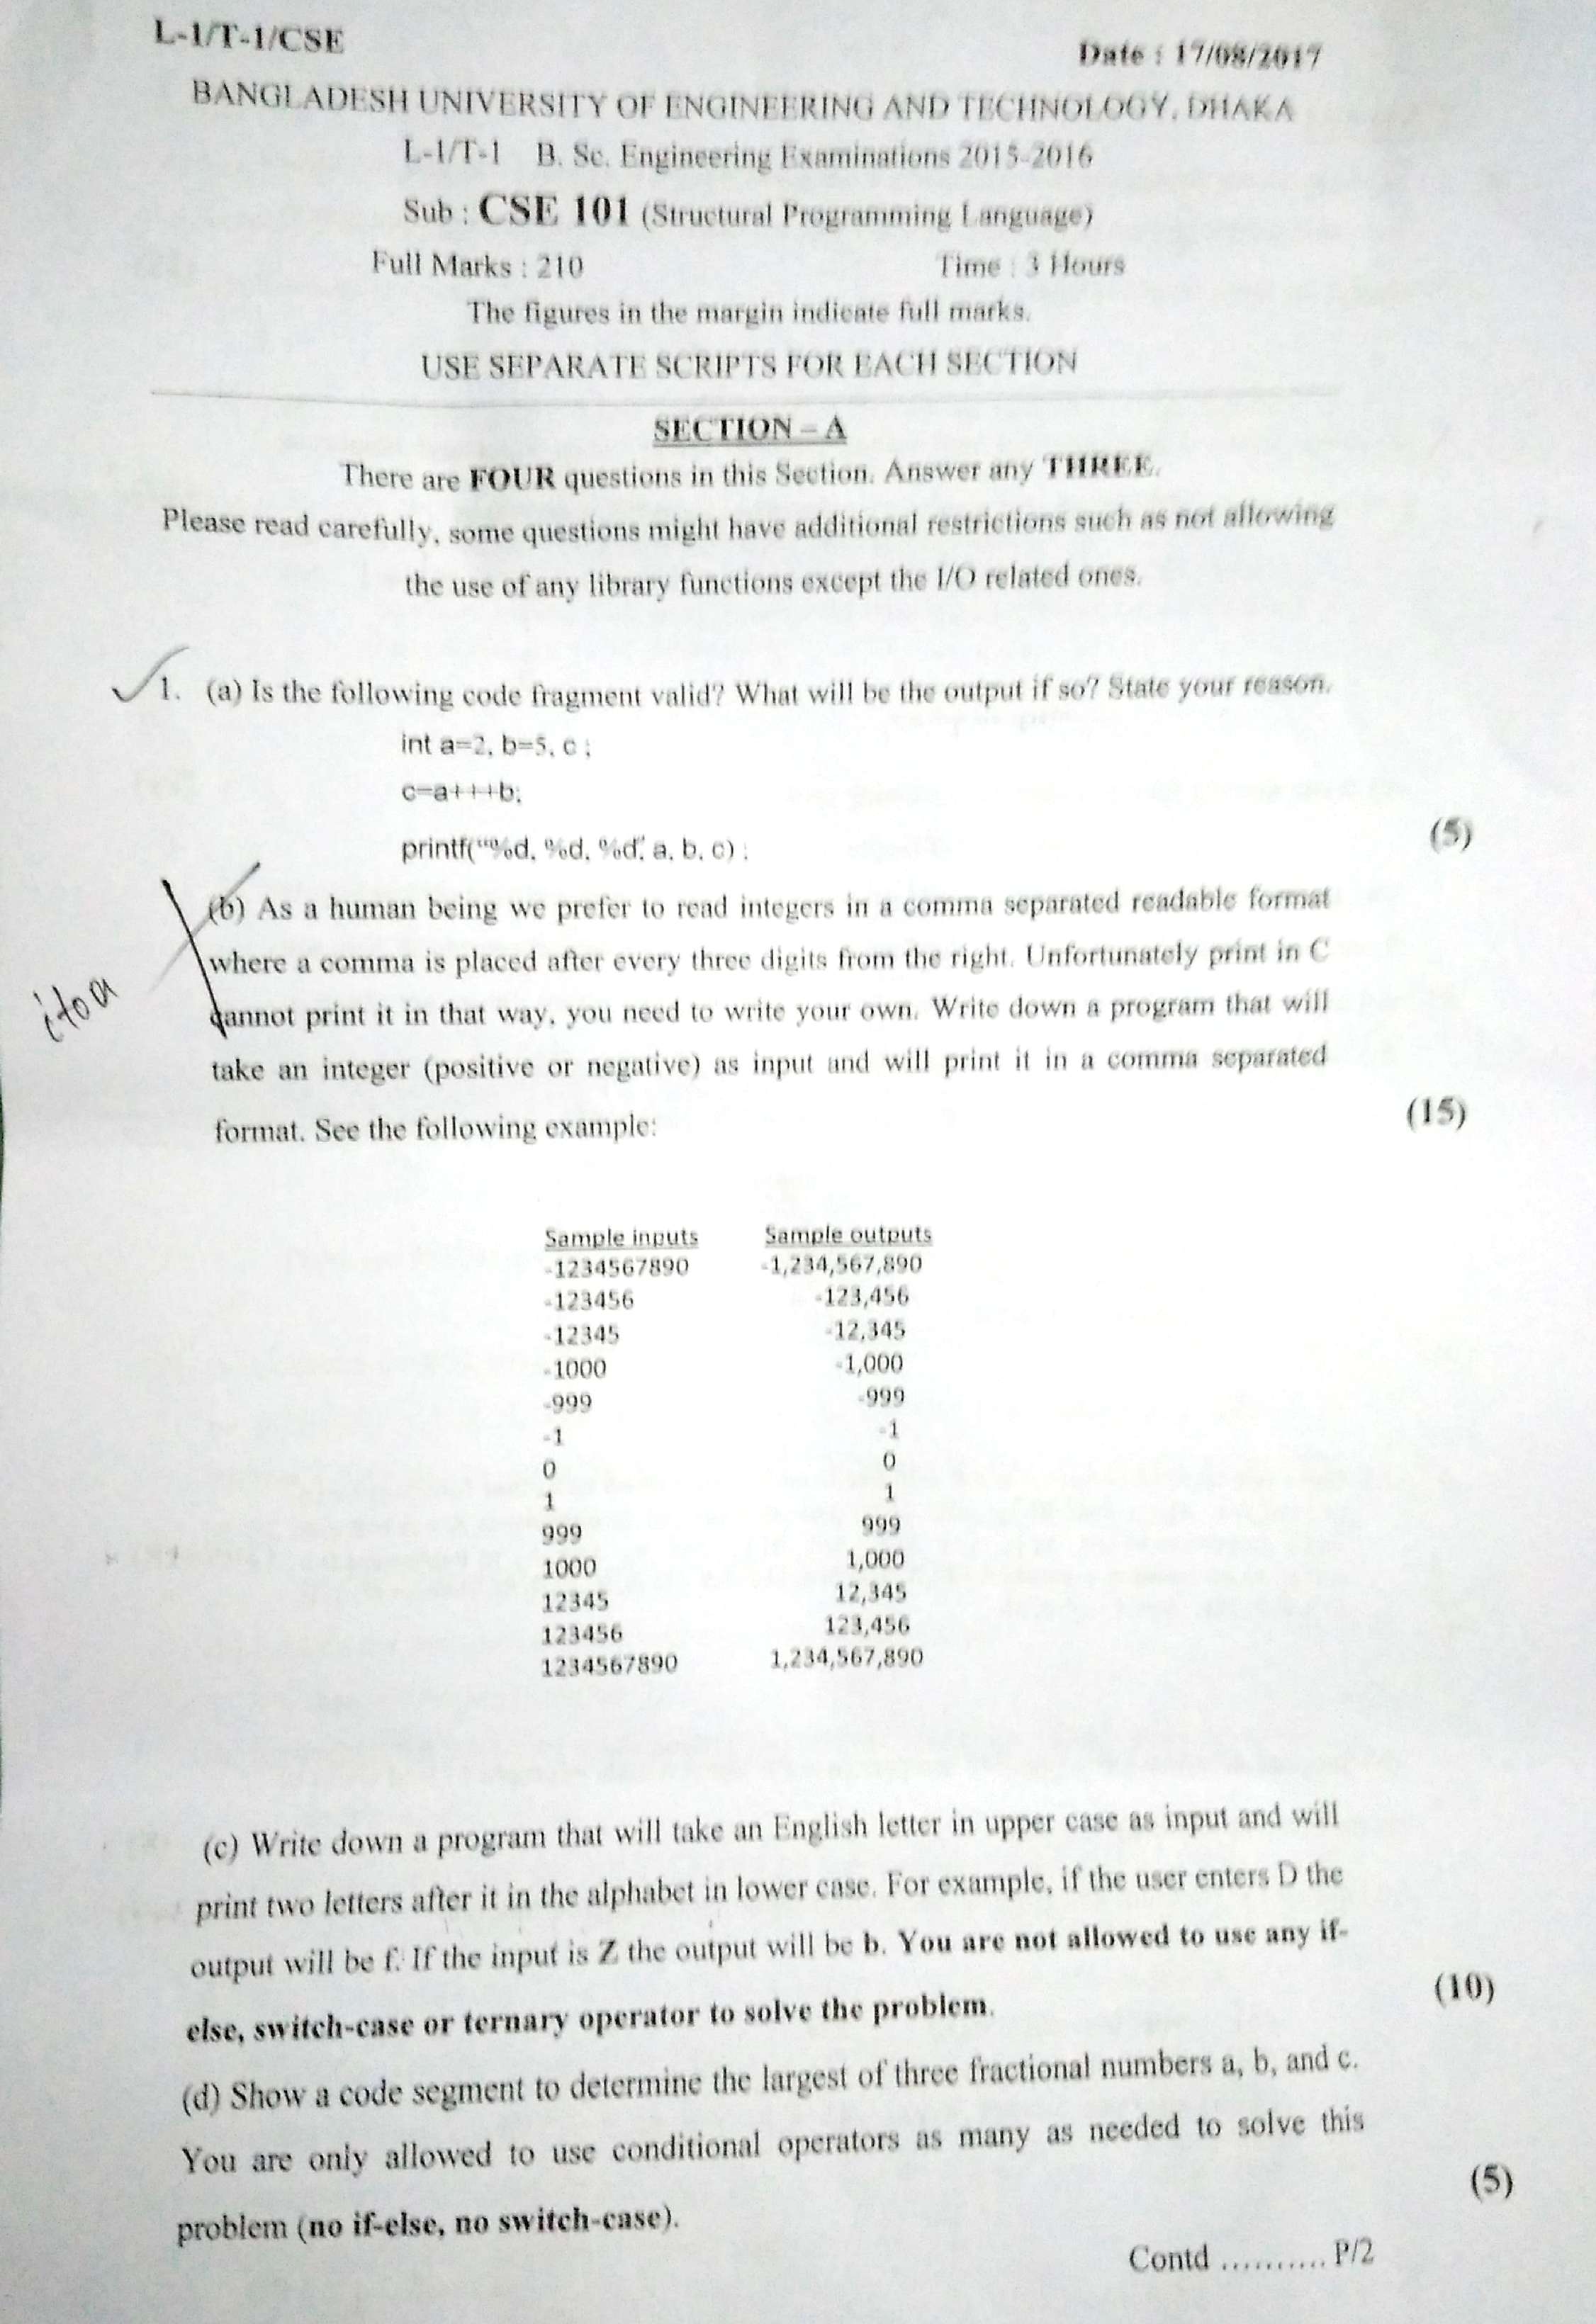 L-1/T-1/CSE
Date : 17/08/2017
BANGLADESH UNIVERSITY OF ENGINEERING AND TECHNOLOGY, DHAKA
L-1/T-1 B. Sc. Engineering Examinations 2015-2016
Sub : CSE 101 (Structural Programming Language)
Full Marks : 210 Time : 3 Hours
The figures in the margin indicate full marks.
USE SEPARATE SCRIPTS FOR EACH SECTION
SECTION – A
There are FOUR questions in this Section. Answer any THREE.
Please read carefully, some questions might have additional restrictions such as not allowing
the use of any library functions except the I/O related ones.
1. (a) Is the following code fragment valid? What will be the output if so? State your reason.
int a=2, b=5, c ;
c=a+++b;
printf("%d, %d, %d", a, b, c) ;
(5)
(b) As a human being we prefer to read integers in a comma separated readable format
where a comma is placed after every three digits from the right. Unfortunately print in C
cannot print it in that way, you need to write your own. Write down a program that will
itoa
take an integer (positive or negative) as input and will print it in a comma separated
format. See the following example:
(15)
Sample inputs Sample outputs
-1234567890 -1,234,567,890
-123456 -123,456
-12345 -12,345
-1000 -1,000
-999 -999
-1 -1
0 0
1 1
999 999
1000 1,000
12345 12,345
123456 123,456
1234567890 1,234,567,890
(c) Write down a program that will take an English letter in upper case as input and will
print two letters after it in the alphabet in lower case. For example, if the user enters D the
output will be f. If the input is Z the output will be b. You are not allowed to use any if-
else, switch-case or ternary operator to solve the problem.
(10)
(d) Show a code segment to determine the largest of three fractional numbers a, b, and c.
You are only allowed to use conditional operators as many as needed to solve this
problem (no if-else, no switch-case).
(5)
Contd .......... P/2